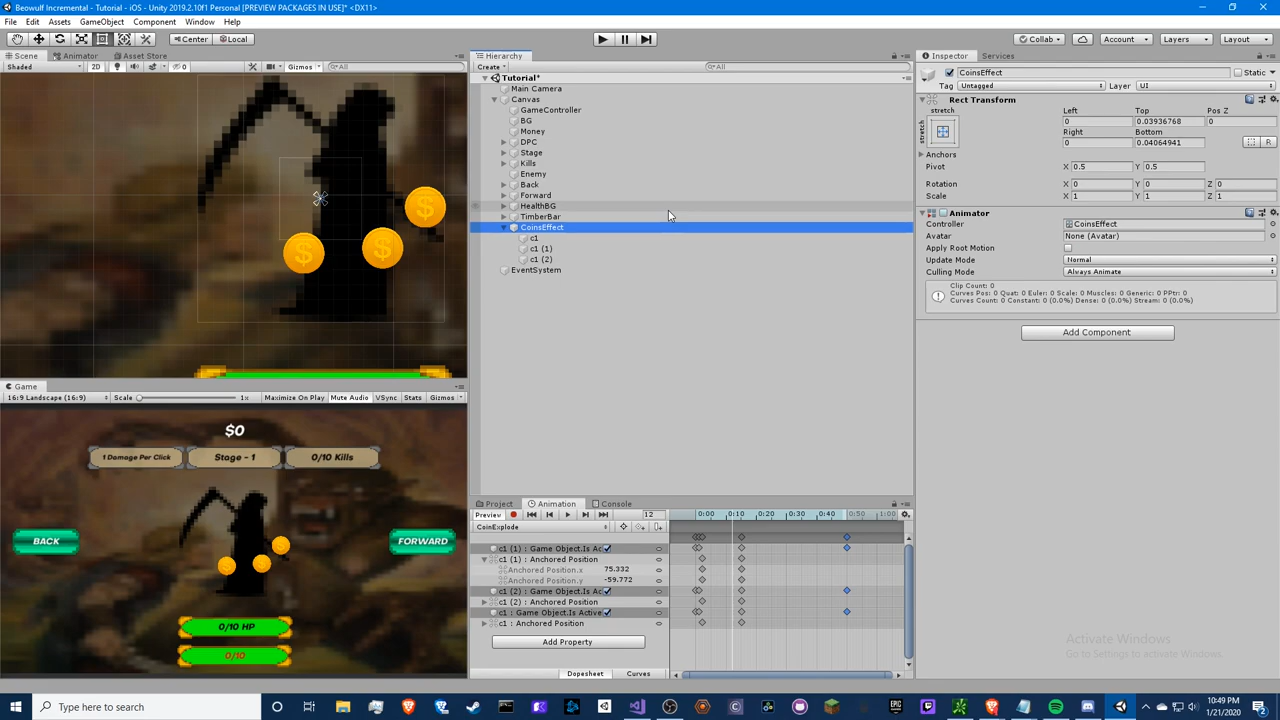 Beowulf Incremental - Tutorial - iOS - Unity 2019.2.10f1 Personal [PREVIEW PACKAGES IN USE]* <DX11>
File Edit Assets GameObject Component Window Help
Center Local Collab Account Layers Layout
Scene Animator Asset Store
Shaded 2D 0 Gizmos All
Hierarchy
Create All
Tutorial*
Main Camera
Canvas
GameController
BG
Money
DPC
Stage
Kills
Enemy
Back
Forward
HealthBG
TimberBar
CoinsEffect
c1
c1 (1)
c1 (2)
EventSystem
Inspector Services
CoinsEffect Static
Tag Untagged Layer UI
Rect Transform
stretch Left Top Pos Z
stretch 0 0.03936768 0
Right Bottom
0 0.04064941 R
Anchors
Pivot X 0.5 Y 0.5
Rotation X 0 Y 0 Z 0
Scale X 1 Y 1 Z 1
Animator
Controller CoinsEffect
Avatar None (Avatar)
Apply Root Motion
Update Mode Normal
Culling Mode Always Animate
Clip Count: 0
Curves Pos: 0 Quat: 0 Euler: 0 Scale: 0 Muscles: 0 Generic: 0 PPtr: 0
Curves Count: 0 Constant: 0 (0.0%) Dense: 0 (0.0%) Stream: 0 (0.0%)
Add Component
Game
16:9 Landscape (16:9) Scale 1x Maximize On Play Mute Audio VSync Stats Gizmos
$0
1 Damage Per Click Stage - 1 0/10 Kills
BACK FORWARD
0/10 HP
0/10
Project Animation Console
Preview 12 0:00 0:10 0:20 0:30 0:40 0:50 1:00
CoinExplode
c1 (1) : Game Object.Is Ac
c1 (1) : Anchored Position
Anchored Position.x 75.332
Anchored Position.y -59.772
c1 (2) : Game Object.Is Ac
c1 (2) : Anchored Position
c1 : Game Object.Is Active
c1 : Anchored Position
Add Property
Dopesheet Curves
Activate Windows
Go to Settings to activate Windows.
Type here to search
10:49 PM
1/21/2020